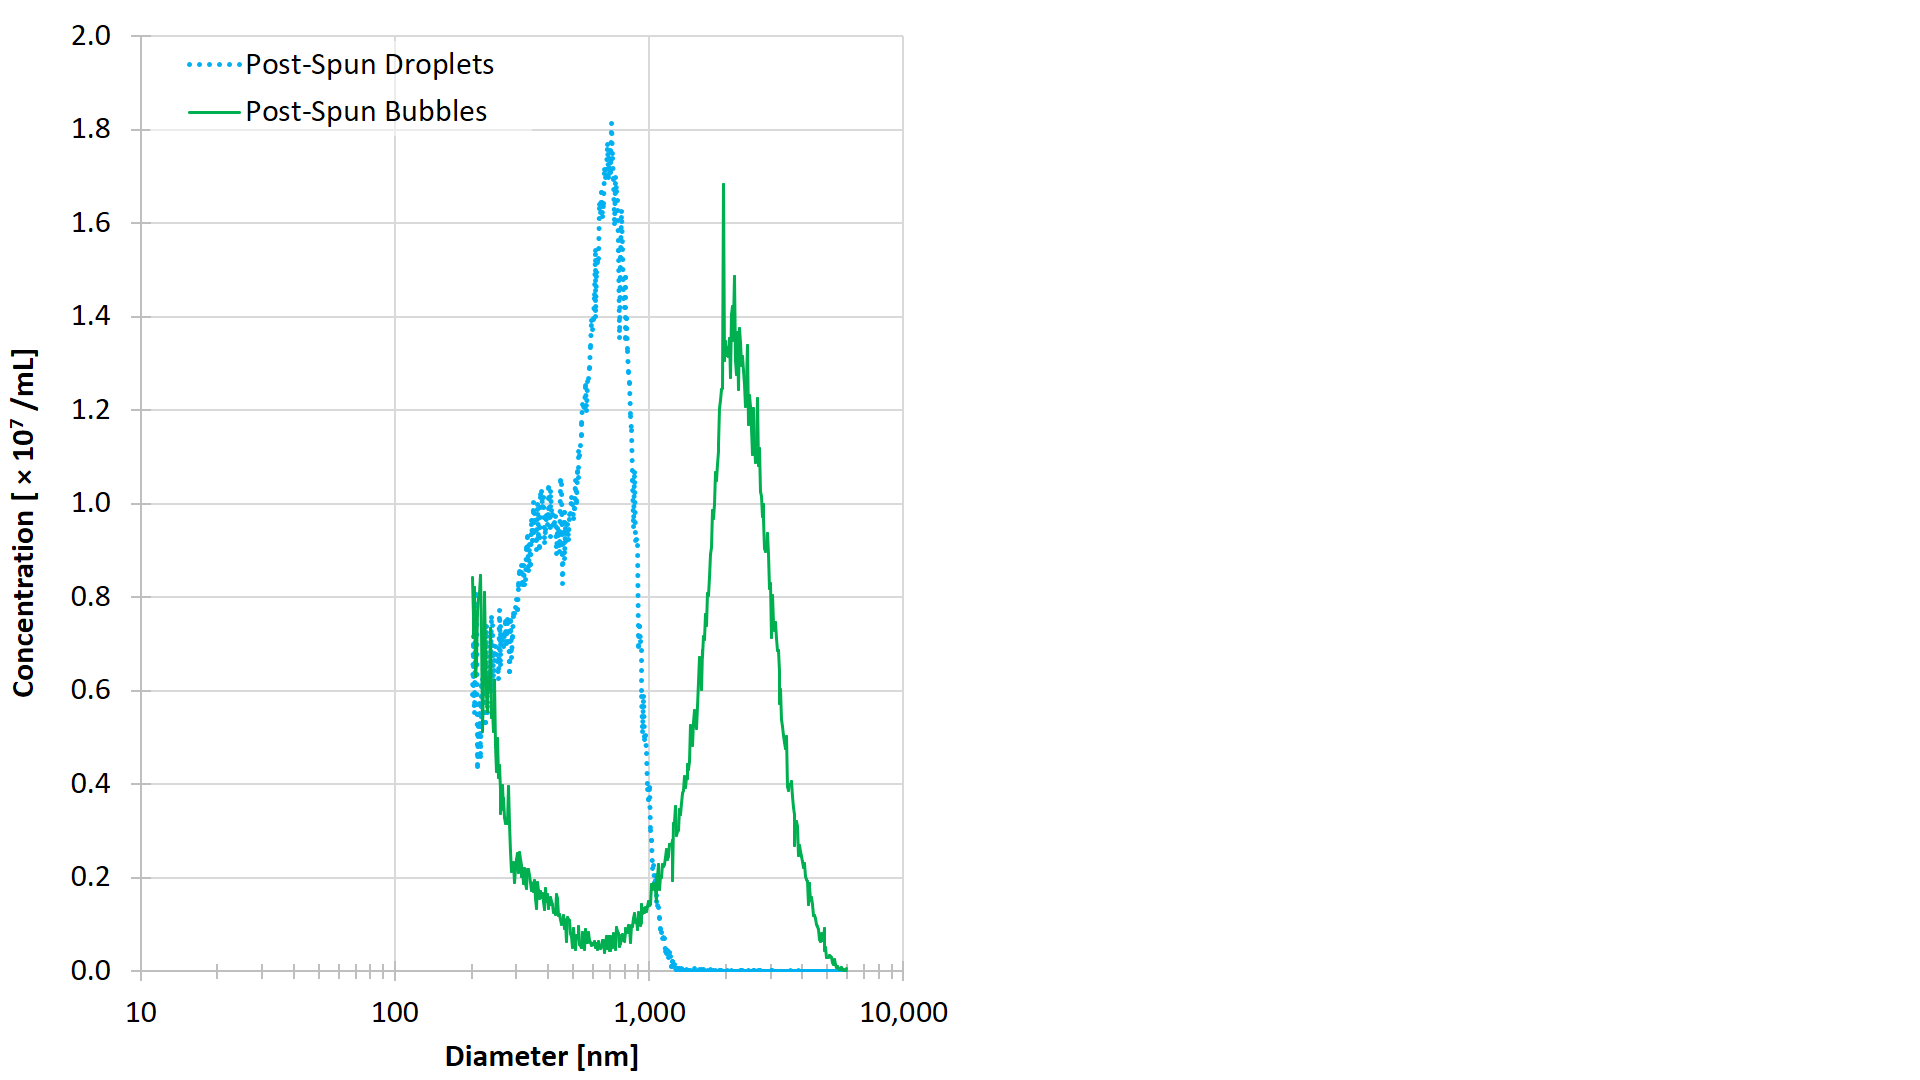 Post-Spun Droplets
Post-Spun Bubbles
2.0
1.8
1.6
1.4
1.2
1.0
0.8
0.6
0.4
0.2
0.0
Concentration [ × 10⁷ /mL]
10 100 1,000 10,000
Diameter [nm]